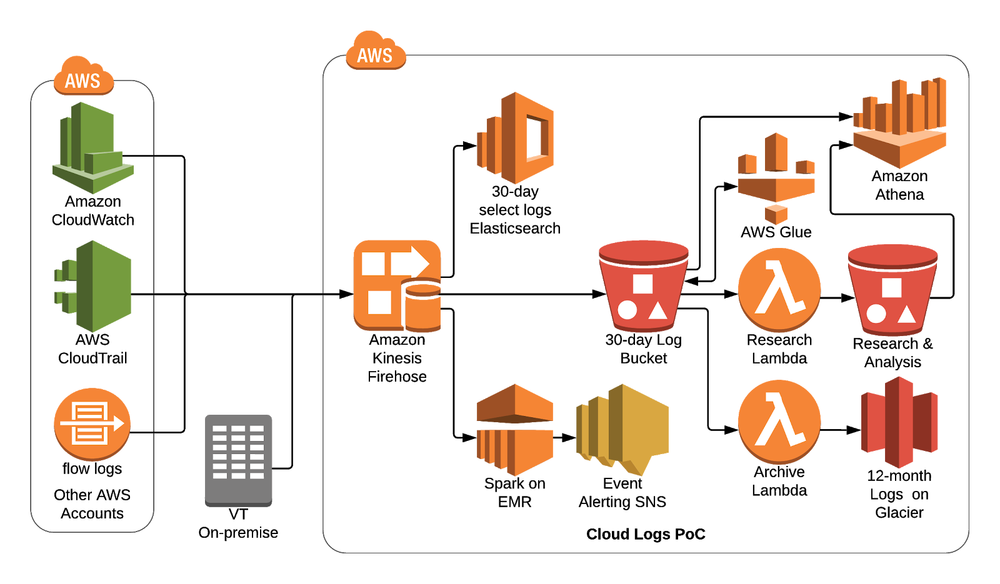 AWS
Amazon
CloudWatch
AWS
CloudTrail
flow logs
Other AWS
Accounts
VT
On-premise
AWS
Amazon
Kinesis
Firehose
30-day
select logs
Elasticsearch
Spark on
EMR
Event
Alerting SNS
30-day Log
Bucket
AWS Glue
Amazon
Athena
Research
Lambda
Research &
Analysis
Archive
Lambda
12-month
Logs on
Glacier
Cloud Logs PoC